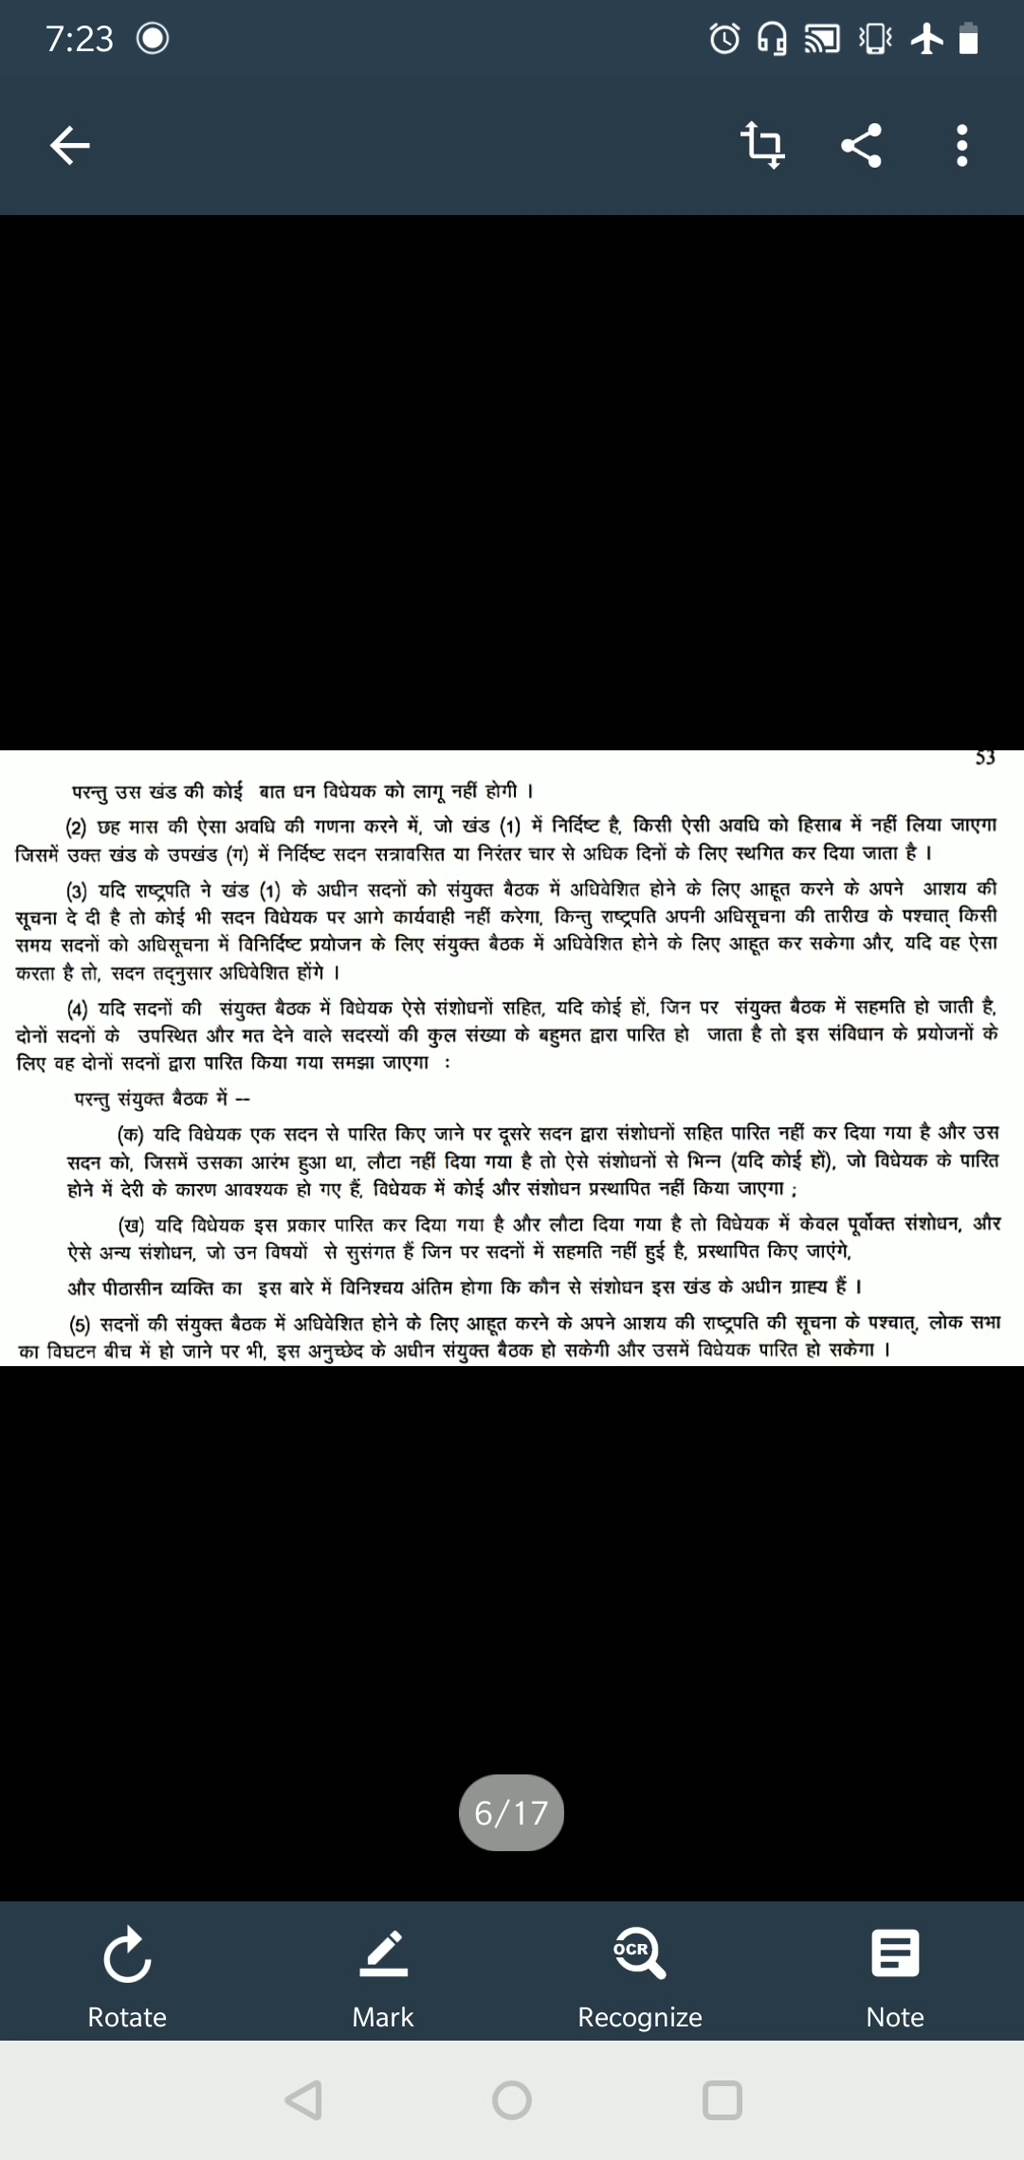 7:23
53
परन्तु उस खंड की कोई बात धन विधेयक को लागू नहीं होगी ।
(2) छह मास की ऐसा अवधि की गणना करने में, जो खंड (1) में निर्दिष्ट है, किसी ऐसी अवधि को हिसाब में नहीं लिया जाएगा
जिसमें उक्त खंड के उपखंड (ग) में निर्दिष्ट सदन सत्रावसित या निरंतर चार से अधिक दिनों के लिए स्थगित कर दिया जाता है ।
(3) यदि राष्ट्रपति ने खंड (1) के अधीन सदनों को संयुक्त बैठक में अधिवेशित होने के लिए आहूत करने के अपने आशय की
सूचना दे दी है तो कोई भी सदन विधेयक पर आगे कार्यवाही नहीं करेगा, किन्तु राष्ट्रपति अपनी अधिसूचना की तारीख के पश्चात् किसी
समय सदनों को अधिसूचना में विनिर्दिष्ट प्रयोजन के लिए संयुक्त बैठक में अधिवेशित होने के लिए आहूत कर सकेगा और, यदि वह ऐसा
करता है तो, सदन तद्नुसार अधिवेशित होंगे ।
(4) यदि सदनों की संयुक्त बैठक में विधेयक ऐसे संशोधनों सहित, यदि कोई हों, जिन पर संयुक्त बैठक में सहमति हो जाती है,
दोनों सदनों के उपस्थित और मत देने वाले सदस्यों की कुल संख्या के बहुमत द्वारा पारित हो जाता है तो इस संविधान के प्रयोजनों के
लिए वह दोनों सदनों द्वारा पारित किया गया समझा जाएगा :
परन्तु संयुक्त बैठक में --
(क) यदि विधेयक एक सदन से पारित किए जाने पर दूसरे सदन द्वारा संशोधनों सहित पारित नहीं कर दिया गया है और उस
सदन को, जिसमें उसका आरंभ हुआ था, लौटा नहीं दिया गया है तो ऐसे संशोधनों से भिन्न (यदि कोई हों), जो विधेयक के पारित
होने में देरी के कारण आवश्यक हो गए हैं, विधेयक में कोई और संशोधन प्रस्थापित नहीं किया जाएगा ;
(ख) यदि विधेयक इस प्रकार पारित कर दिया गया है और लौटा दिया गया है तो विधेयक में केवल पूर्वोक्त संशोधन, और
ऐसे अन्य संशोधन, जो उन विषयों से सुसंगत हैं जिन पर सदनों में सहमति नहीं हुई है, प्रस्थापित किए जाएंगे,
और पीठासीन व्यक्ति का इस बारे में विनिश्चय अंतिम होगा कि कौन से संशोधन इस खंड के अधीन ग्राह्य हैं ।
(5) सदनों की संयुक्त बैठक में अधिवेशित होने के लिए आहूत करने के अपने आशय की राष्ट्रपति की सूचना के पश्चात्, लोक सभा
का विघटन बीच में हो जाने पर भी, इस अनुच्छेद के अधीन संयुक्त बैठक हो सकेगी और उसमें विधेयक पारित हो सकेगा ।
6/17
OCR
Rotate Mark Recognize Note